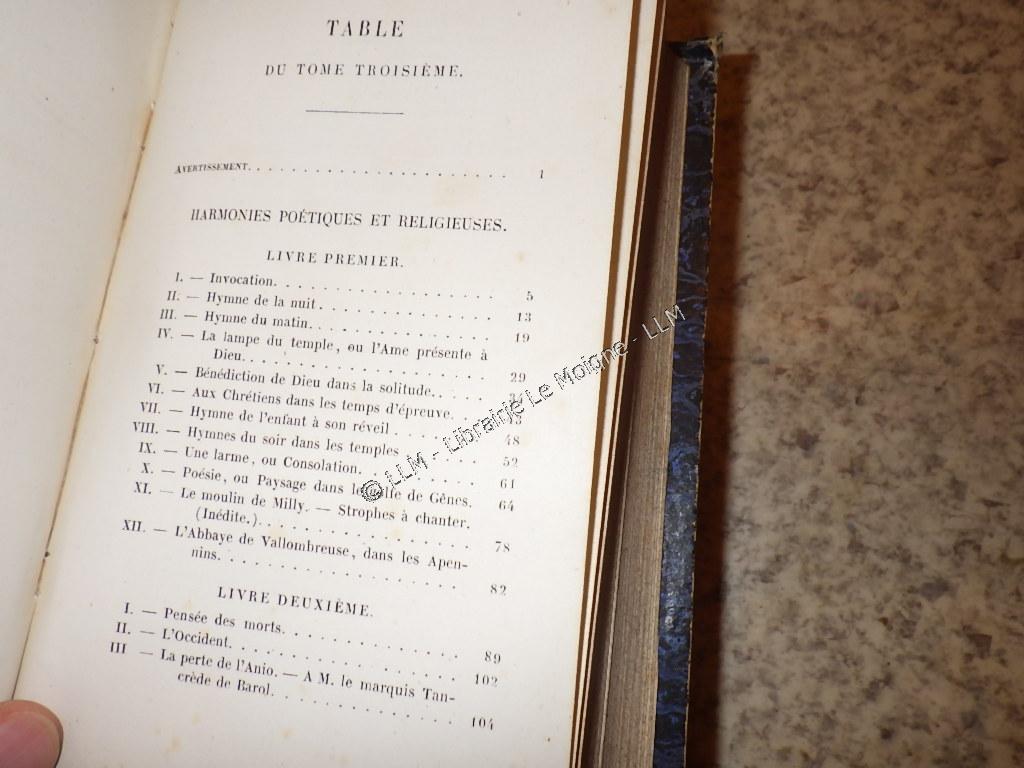 TABLE
DU TOME TROISIÈME.
AVERTISSEMENT. . . . . . . . . . . . . . . . . . . . . . 1
HARMONIES POÉTIQUES ET RELIGIEUSES.
LIVRE PREMIER.
I. — Invocation. . . . . . . . . . . . . . . . . . 5
II. — Hymne de la nuit . . . . . . . . . . . . . . 13
III. — Hymne du matin. . . . . . . . . . . . . . . 19
IV. — La lampe du temple, ou l'Ame présente à
Dieu. . . . . . . . . . . . . . . . . . . . 29
V. — Bénédiction de Dieu dans la solitude. . . . .
VI. — Aux Chrétiens dans les temps d'épreuve. . . .
VII. — Hymne de l'enfant à son réveil . . . . . . . 48
VIII. — Hymnes du soir dans les temples . . . . . . 52
IX. — Une larme, ou Consolation. . . . . . . . . . 61
X. — Poésie, ou Paysage dans le golfe de Gênes. 64
XI. — Le moulin de Milly. — Strophes à chanter.
(Inédite.). . . . . . . . . . . . . . . . . 78
XII. — L'Abbaye de Vallombreuse, dans les Apen-
nins. . . . . . . . . . . . . . . . . . . . 82
LIVRE DEUXIÈME.
I. — Pensée des morts. . . . . . . . . . . . . . . 89
II. — L'Occident. . . . . . . . . . . . . . . . . 102
III — La perte de l'Anio. — A M. le marquis Tan-
crède de Barol. . . . . . . . . . . . . . . 104
© LLM - Librairie Le Moigne - LLM